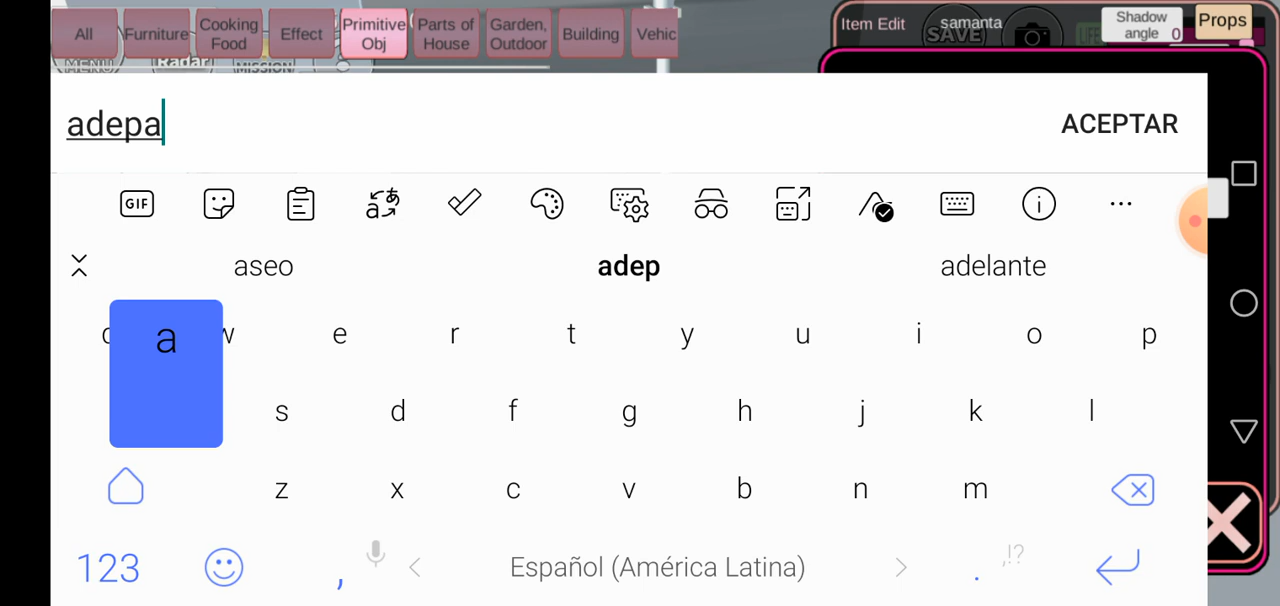 All Furniture Cooking Food Effect Primitive Obj Parts of House Garden, Outdoor Building Vehic
Item Edit samanta SAVE Shadow angle 0 Props
MENU Radar MISSION
adepa ACEPTAR
GIF
aseo adep adelante
a w e r t y u i o p
s d f g h j k l
z x c v b n m
123 , Español (América Latina) . ,!?